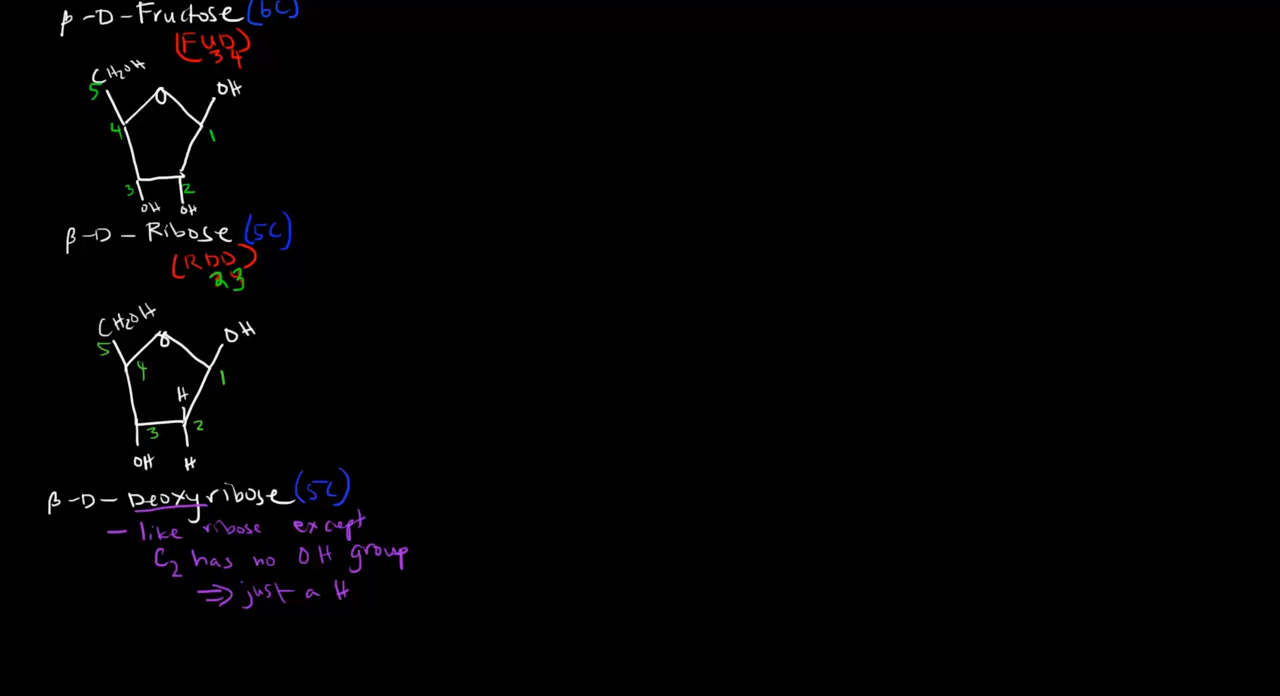 β-D-Fructose (6C)
(FUD)
3 4
CH2OH
OH
5
O
4
1
3
2
OH OH
β-D-Ribose (5C)
(RDD)
2 3
CH2OH
OH
5
O
4
1
H
3
2
OH H
β-D-Deoxyribose (5C)
- like ribose except
C2 has no OH group
⇒ just a H